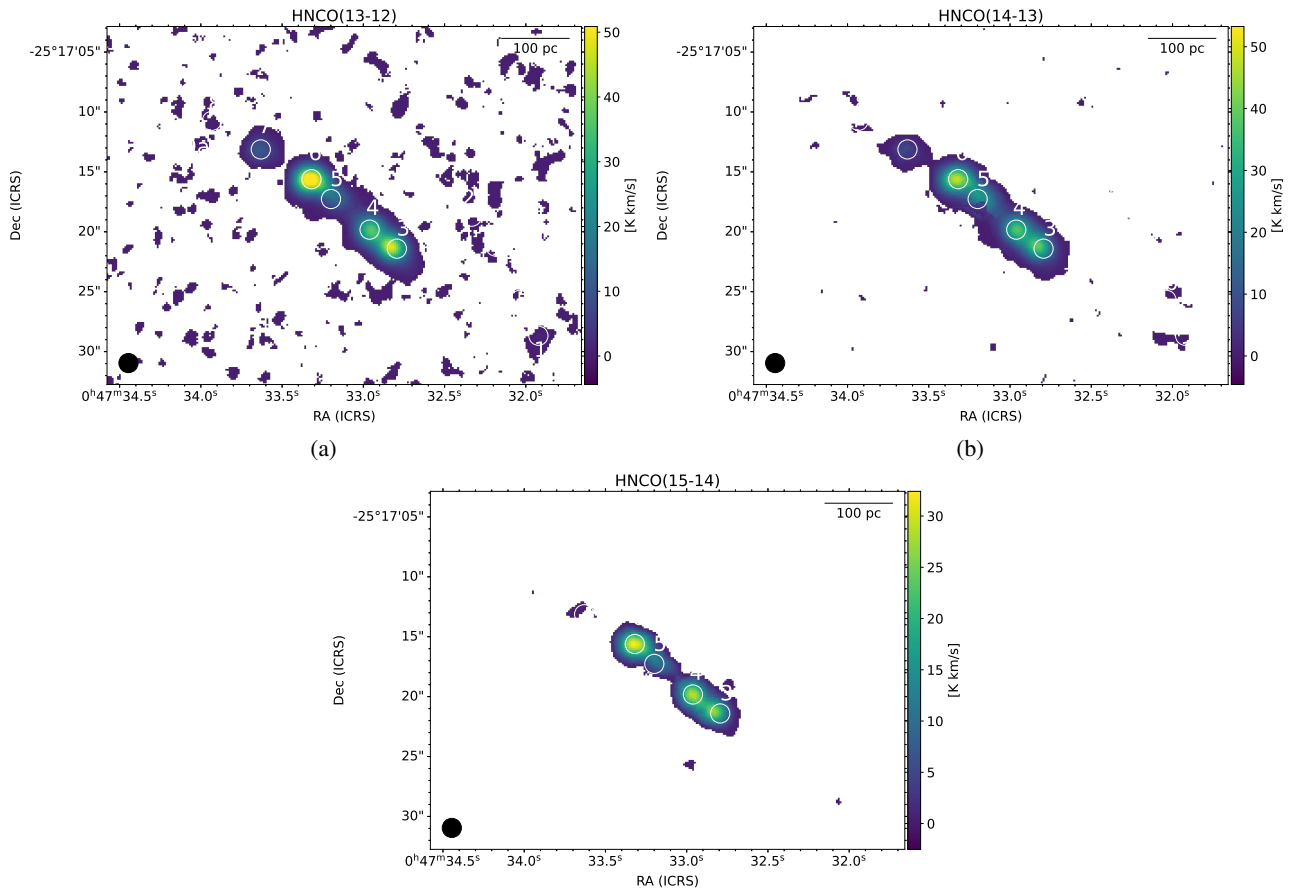 HNCO(13-12)
100 pc
-25°17'05"
10"
15"
20"
25"
30"
Dec (ICRS)
7
6
5
4
3
2
1
50
40
30
20
10
0
[K km/s]
0ʰ47ᵐ34.5ˢ 34.0ˢ 33.5ˢ 33.0ˢ 32.5ˢ 32.0ˢ
RA (ICRS)
(a)
HNCO(14-13)
100 pc
-25°17'05"
10"
15"
20"
25"
30"
Dec (ICRS)
5
4
3
50
40
30
20
10
0
[K km/s]
0ʰ47ᵐ34.5ˢ 34.0ˢ 33.5ˢ 33.0ˢ 32.5ˢ 32.0ˢ
RA (ICRS)
(b)
HNCO(15-14)
100 pc
-25°17'05"
10"
15"
20"
25"
30"
Dec (ICRS)
5
4
3
30
25
20
15
10
5
0
[K km/s]
0ʰ47ᵐ34.5ˢ 34.0ˢ 33.5ˢ 33.0ˢ 32.5ˢ 32.0ˢ
RA (ICRS)